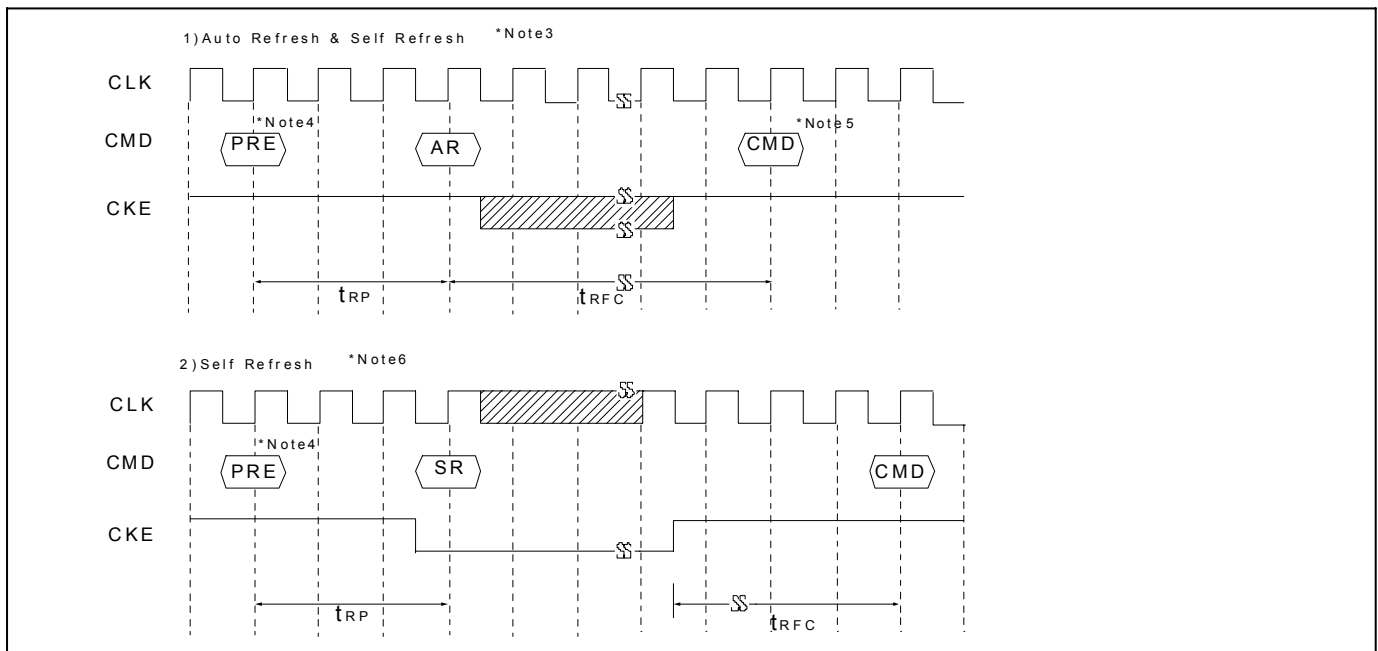 1)Auto Refresh & Self Refresh *Note3
CLK
*Note4 *Note5
CMD PRE AR CMD
CKE
tRP tRFC
2)Self Refresh *Note6
CLK
*Note4
CMD PRE SR CMD
CKE
tRP tRFC